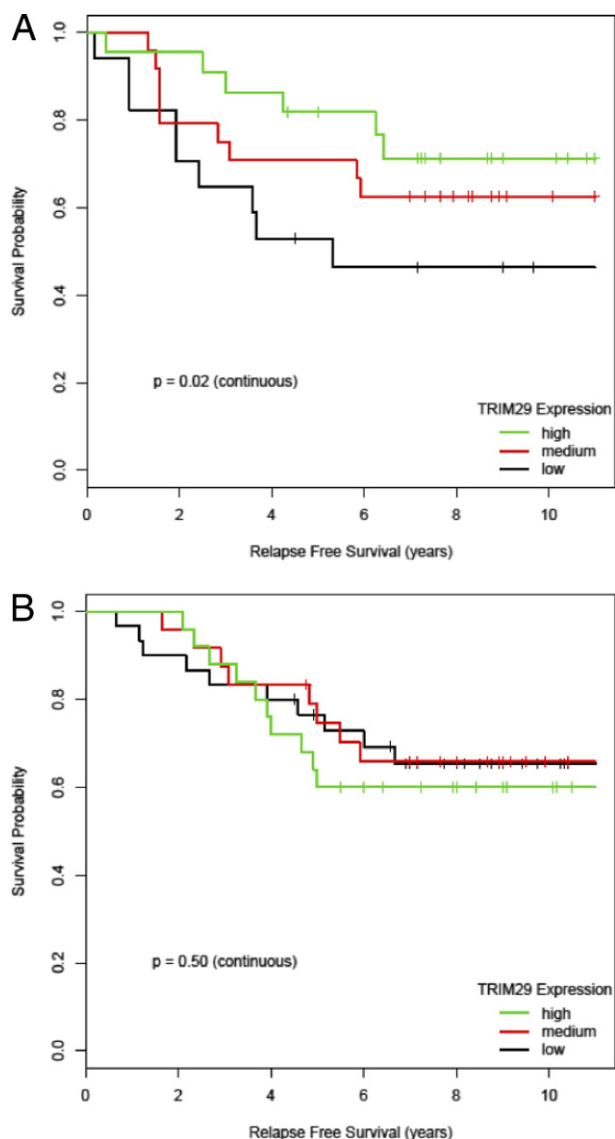 A
1.0
0.8
0.6
0.4
0.2
0.0
Survival Probability
p = 0.02 (continuous)
TRIM29 Expression
high
medium
low
0 2 4 6 8 10
Relapse Free Survival (years)
B
1.0
0.8
0.6
0.4
0.2
0.0
Survival Probability
p = 0.50 (continuous)
TRIM29 Expression
high
medium
low
0 2 4 6 8 10
Relapse Free Survival (years)